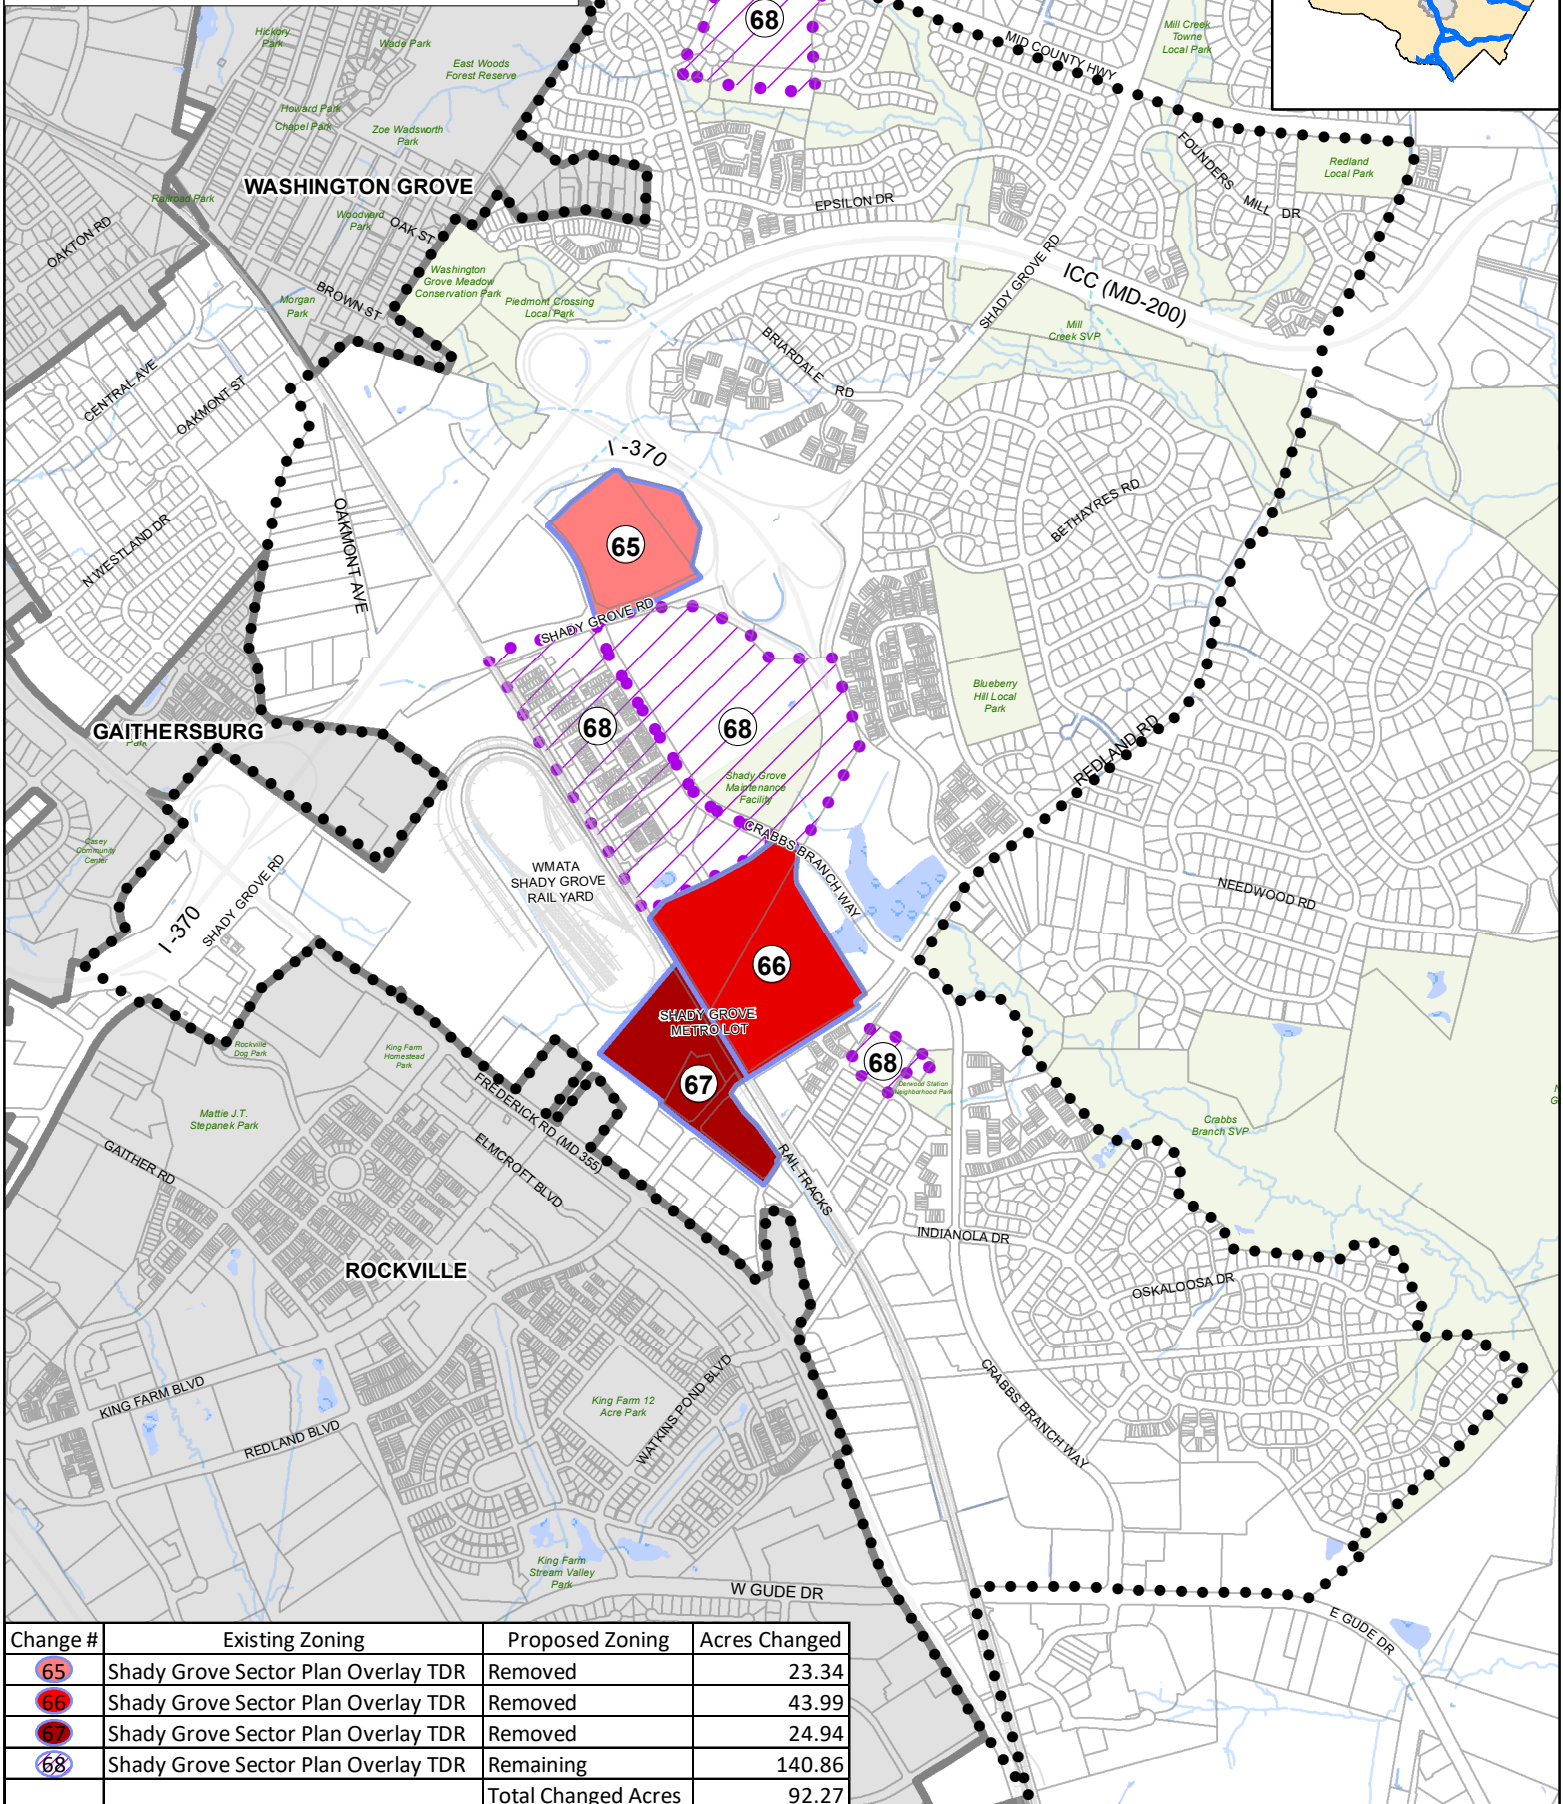 68
MID COUNTY HWY
Mill Creek
Towne
Local Park
Hickory
Park
Wade Park
East Woods
Forest Reserve
Howard Park
Chapel Park
Zoe Wadsworth
Park
WASHINGTON GROVE
Railroad Park
Woodward
Park
OAK ST
OAKTON RD
BROWN ST
Morgan
Park
Washington
Grove Meadow
Conservation Park
Piedmont Crossing
Local Park
EPSILON DR
FOUNDERS MILL DR
Redland
Local Park
SHADY GROVE RD
ICC (MD-200)
Mill
Creek SVP
BRIARDALE RD
CENTRAL AVE
OAKMONT ST
I -370
65
N WESTLAND DR
OAKMONT AVE
BETHAYRES RD
SHADY GROVE RD
Blueberry
Hill Local
Park
68
68
GAITHERSBURG
Park
REDLAND RD
Shady Grove
Maintenance
Facility
CRABBS BRANCH WAY
Casey
Community
Center
WMATA
SHADY GROVE
RAIL YARD
NEEDWOOD RD
I -370
SHADY GROVE RD
66
SHADY GROVE
METRO LOT
Rockville
Dog Park
King Farm
Homestead
Park
68
67
Derwood Station
Neighborhood Park
Mattie J.T.
Stepanek Park
FREDERICK RD (MD 355)
Crabbs
Branch SVP
GAITHER RD
ELMCROFT BLVD
RAIL TRACKS
INDIANOLA DR
ROCKVILLE
OSKALOOSA DR
KING FARM BLVD
King Farm 12
Acre Park
WATKINS POND BLVD
CRABBS BRANCH WAY
REDLAND BLVD
King Farm
Stream Valley
Park
W GUDE DR
E GUDE DR
Change # Existing Zoning Proposed Zoning Acres Changed
65 Shady Grove Sector Plan Overlay TDR Removed 23.34
66 Shady Grove Sector Plan Overlay TDR Removed 43.99
67 Shady Grove Sector Plan Overlay TDR Removed 24.94
68 Shady Grove Sector Plan Overlay TDR Remaining 140.86
Total Changed Acres 92.27